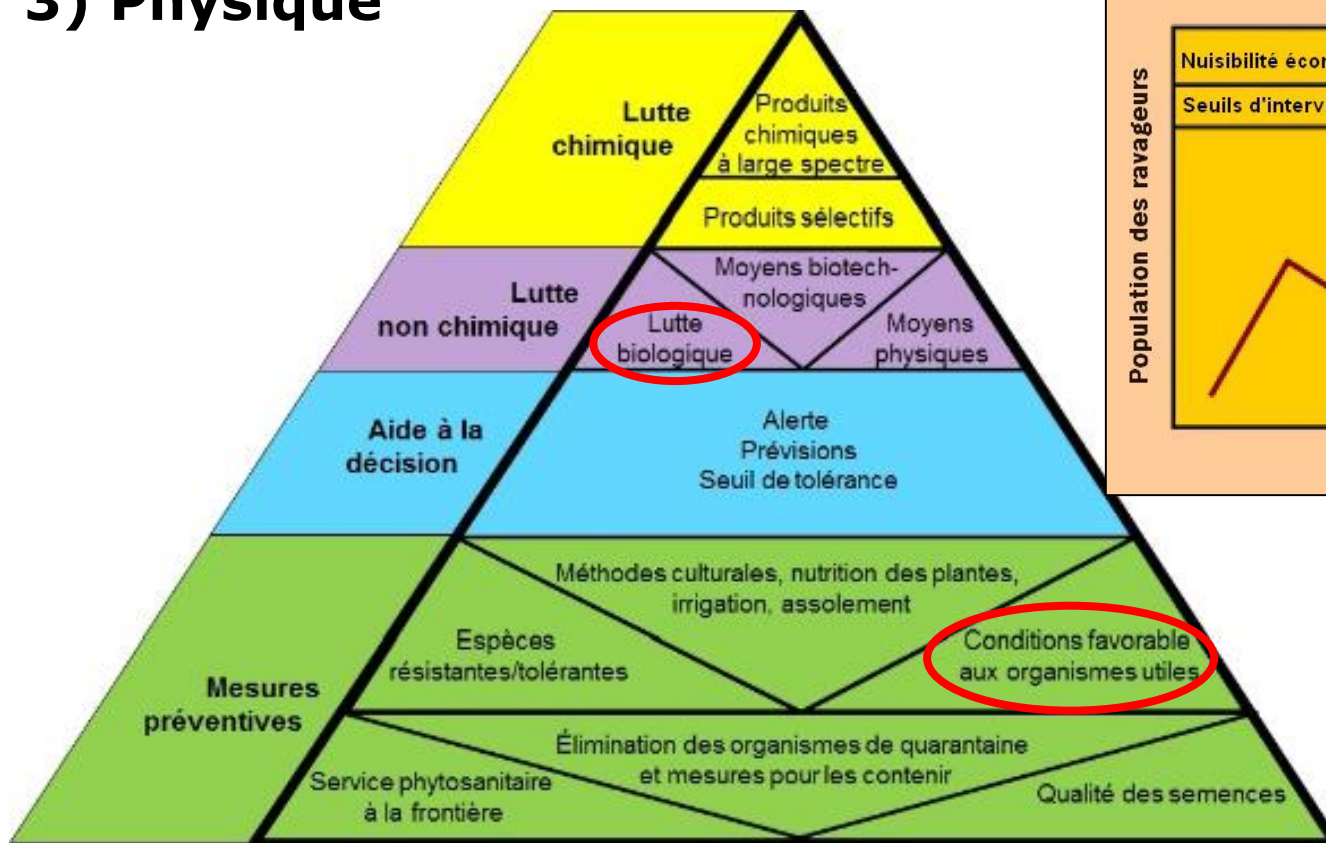 3) Physique
Lutte
chimique
Produits
chimiques
à large spectre
Produits sélectifs
Lutte
non chimique
Moyens biotech-
nologiques
Lutte
biologique
Moyens
physiques
Aide à la
décision
Alerte
Prévisions
Seuil de tolérance
Mesures
préventives
Méthodes culturales, nutrition des plantes,
irrigation, assolement
Espèces
résistantes/tolérantes
Conditions favorable
aux organismes utiles
Élimination des organismes de quarantaine
et mesures pour les contenir
Service phytosanitaire
à la frontière
Qualité des semences
Population des ravageurs
Nuisibilité
Seuils